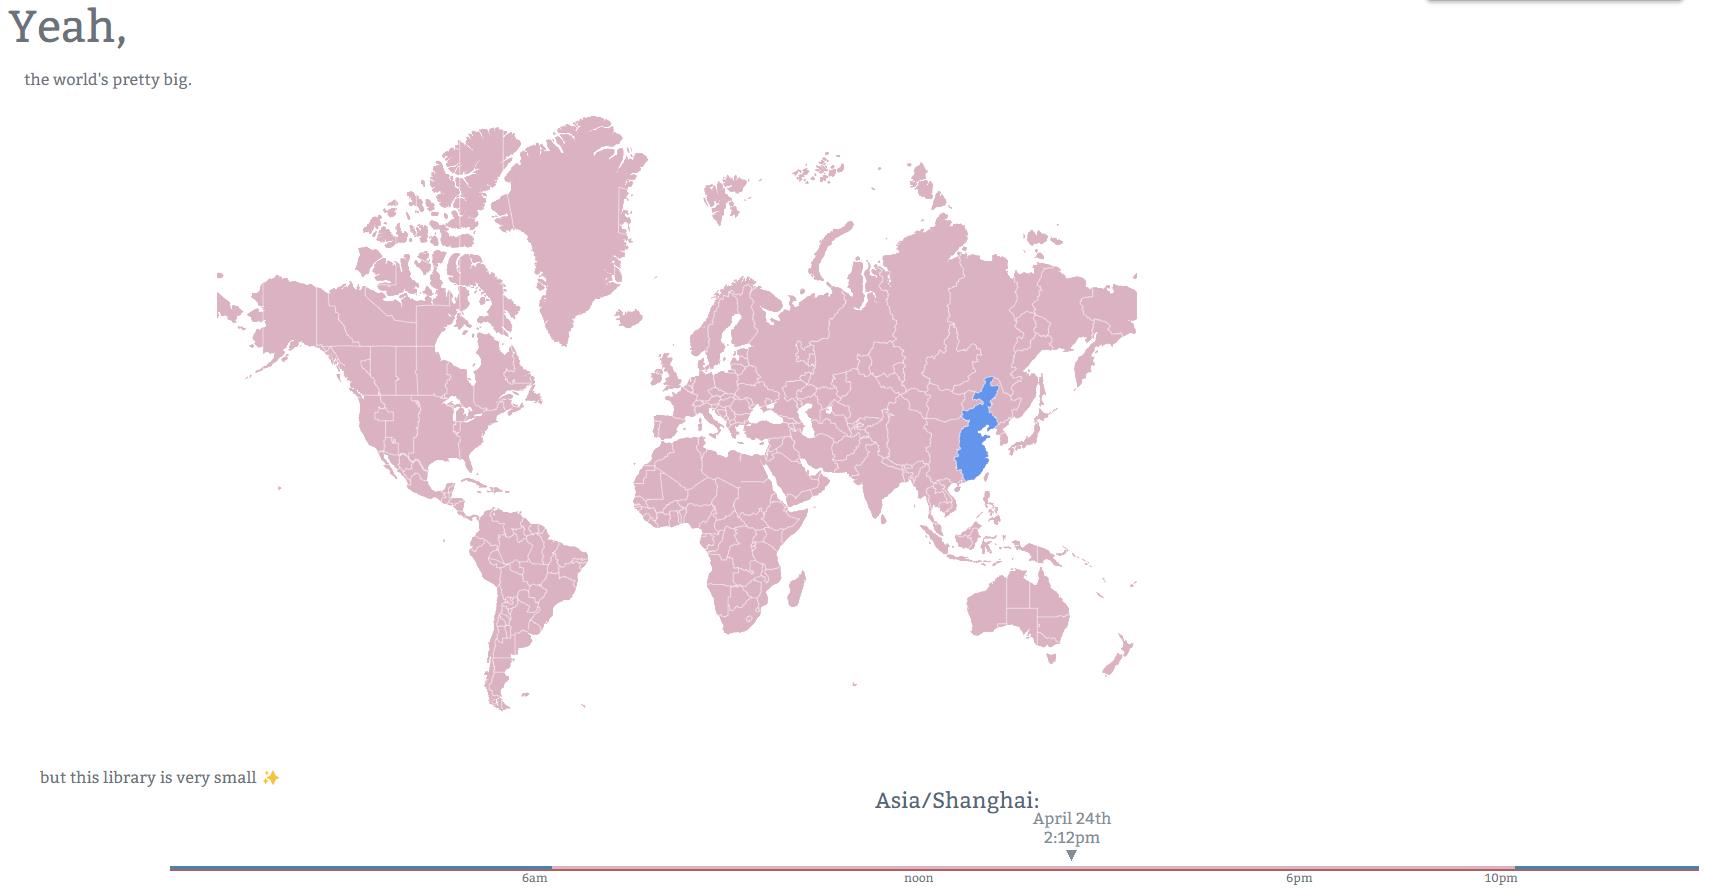 Yeah,
the world's pretty big.
but this library is very small ✨
Asia/Shanghai:
April 24th
2:12pm
6am
noon
6pm
10pm